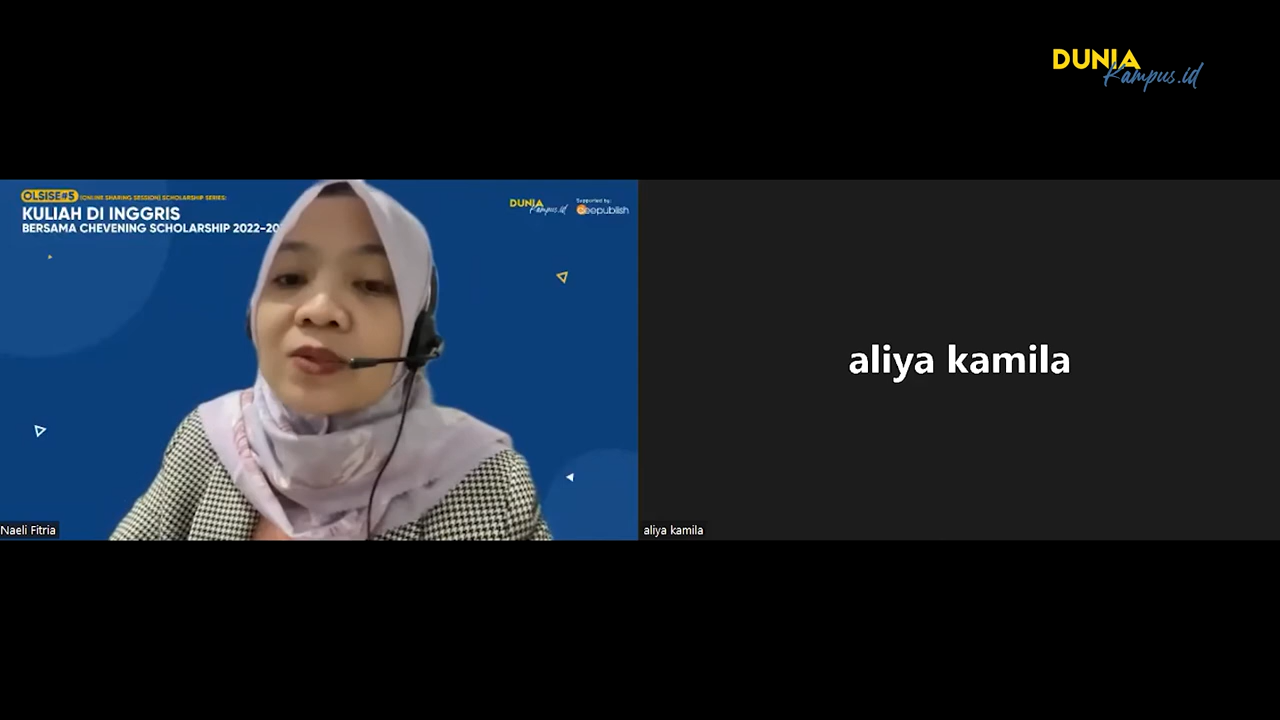 DUNIA
Kampus.id
OLSISE#5 (ONLINE SHARING SESSION) SCHOLARSHIP SERIES:
KULIAH DI INGGRIS
BERSAMA CHEVENING SCHOLARSHIP 2022-20
DUNIA
Kampus.id
Supported by:
deepublish
aliya kamila
Naeli Fitria
aliya kamila